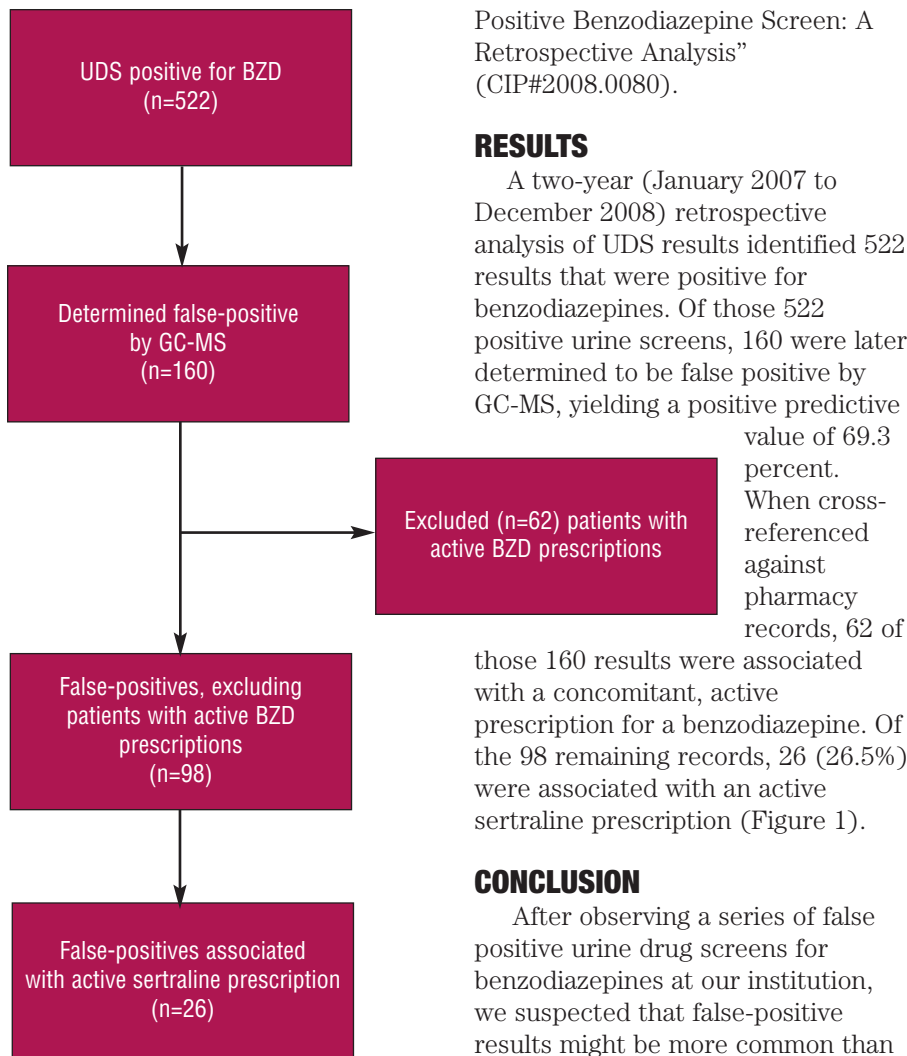 UDS positive for BZD
(n=522)
Determined false-positive
by GC-MS
(n=160)
Excluded (n=62) patients with
active BZD prescriptions
False-positives, excluding
patients with active BZD
prescriptions
(n=98)
False-positives associated
with active sertraline prescription
(n=26)
Positive Benzodiazepine Screen: A
Retrospective Analysis”
(CIP#2008.0080).
RESULTS
A two-year (January 2007 to
December 2008) retrospective
analysis of UDS results identified 522
results that were positive for
benzodiazepines. Of those 522
positive urine screens, 160 were later
determined to be false positive by
GC-MS, yielding a positive predictive
value of 69.3
percent.
When cross-
referenced
against
pharmacy
records, 62 of
those 160 results were associated
with a concomitant, active
prescription for a benzodiazepine. Of
the 98 remaining records, 26 (26.5%)
were associated with an active
sertraline prescription (Figure 1).
CONCLUSION
After observing a series of false
positive urine drug screens for
benzodiazepines at our institution,
we suspected that false-positive
results might be more common than